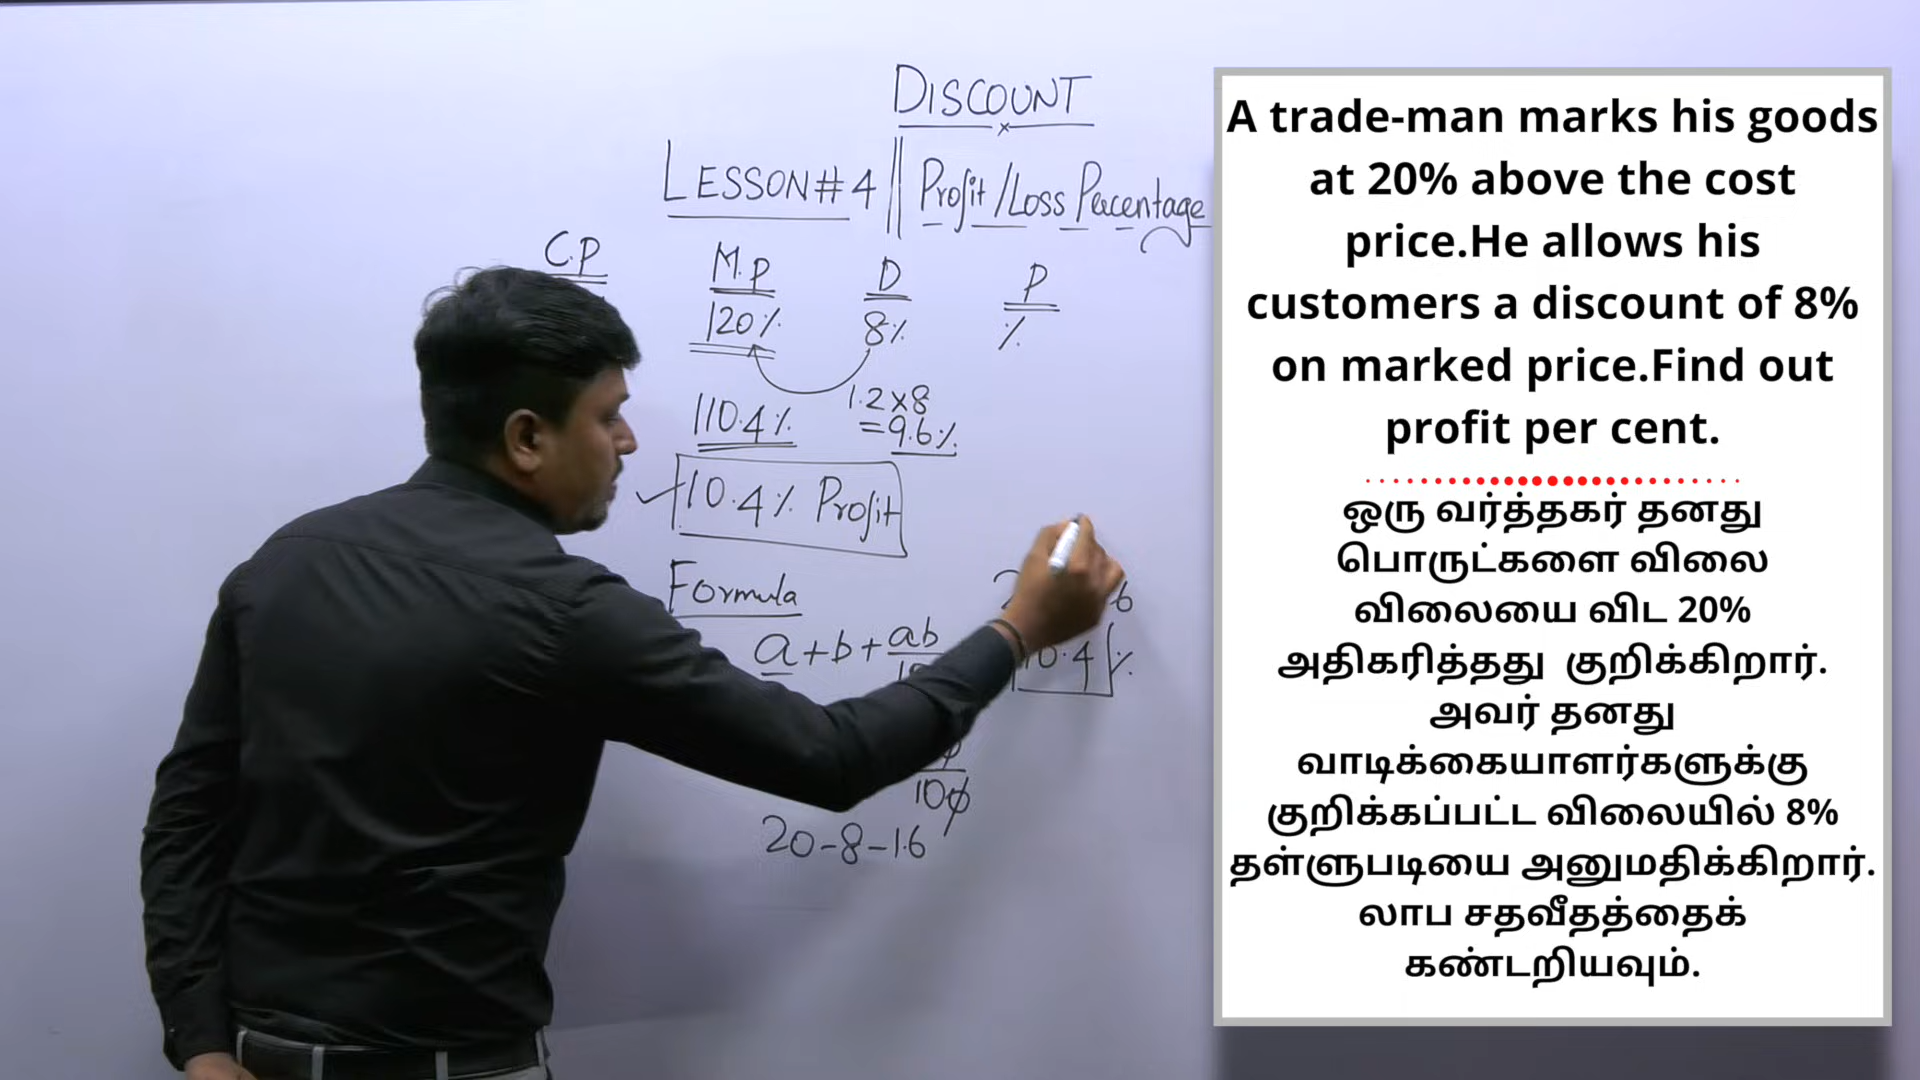 DISCOUNT
LESSON#4 || Profit/Loss Percentage
C.P M.P D P
120% 8% %
110.4% 1.2x8
=9.6%
10.4% Profit
Formula
a+b+ab
10.4%
100
20-8-1.6
A trade-man marks his goods
at 20% above the cost
price.He allows his
customers a discount of 8%
on marked price.Find out
profit per cent.
ஒரு வர்த்தகர் தனது
பொருட்களை விலை
விலையை விட 20%
அதிகரித்தது குறிக்கிறார்.
அவர் தனது
வாடிக்கையாளர்களுக்கு
குறிக்கப்பட்ட விலையில் 8%
தள்ளுபடியை அனுமதிக்கிறார்.
லாப சதவீதத்தைக்
கண்டறியவும்.